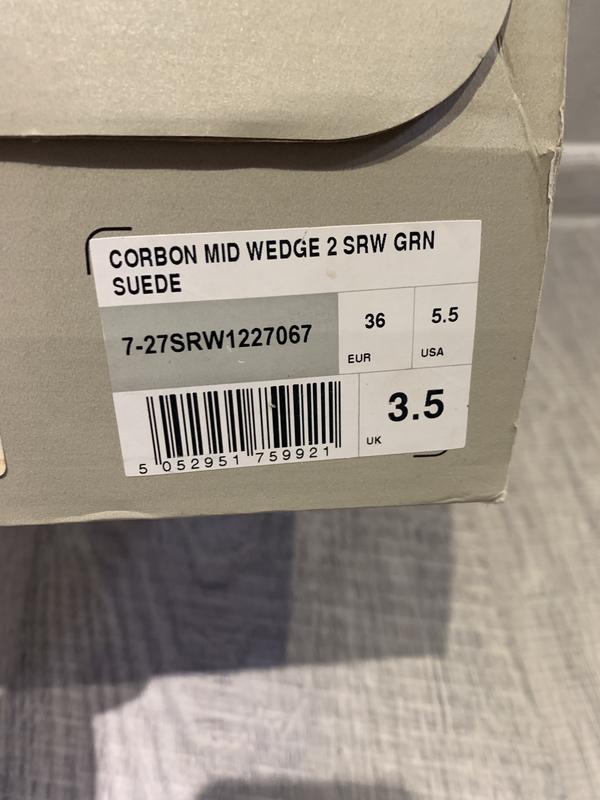 CORBON MID WEDGE 2 SRW GRN
SUEDE
7-27SRW1227067
36
EUR
5.5
USA
5 052951 759921
3.5
UK